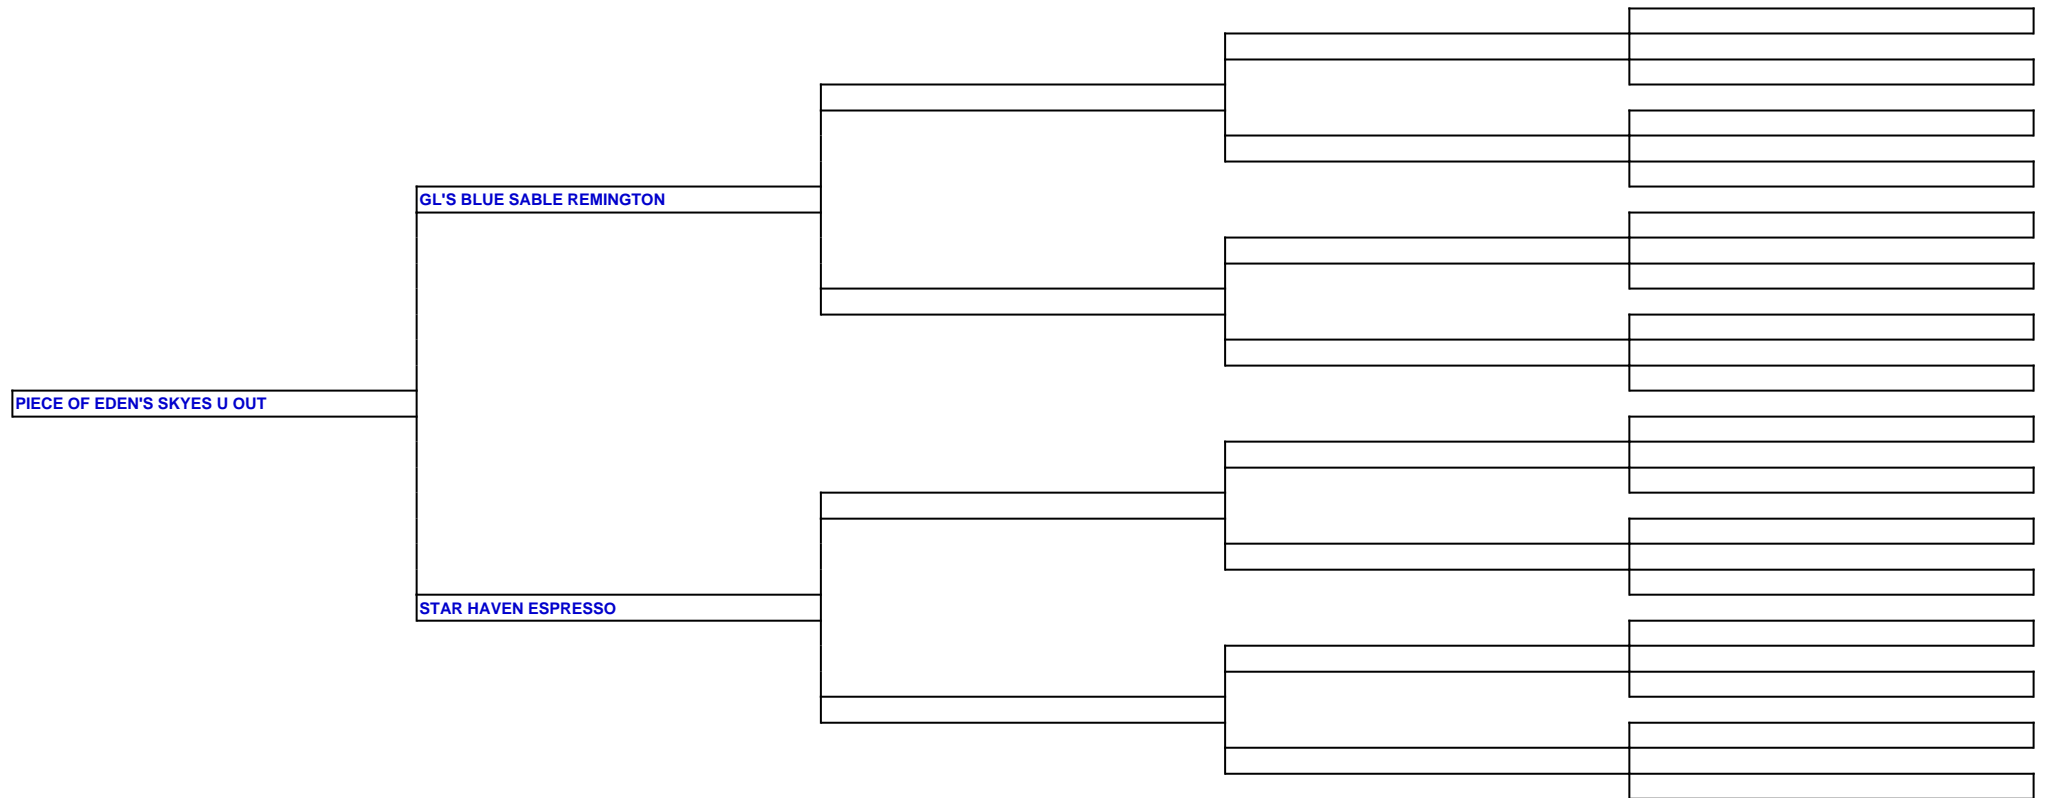 GL'S BLUE SABLE REMINGTON
PIECE OF EDEN'S SKYES U OUT
STAR HAVEN ESPRESSO